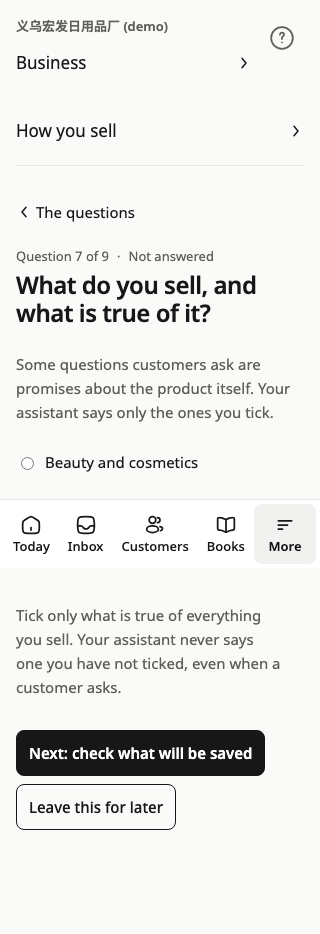 义乌宏发日用品厂 (demo)
Business
How you sell
The questions
Question 7 of 9 · Not answered
What do you sell, and
what is true of it?
Some questions customers ask are
promises about the product itself. Your
assistant says only the ones you tick.
Beauty and cosmetics
Today Inbox Customers Books More
Tick only what is true of everything
you sell. Your assistant never says
one you have not ticked, even when a
customer asks.
Next: check what will be saved
Leave this for later